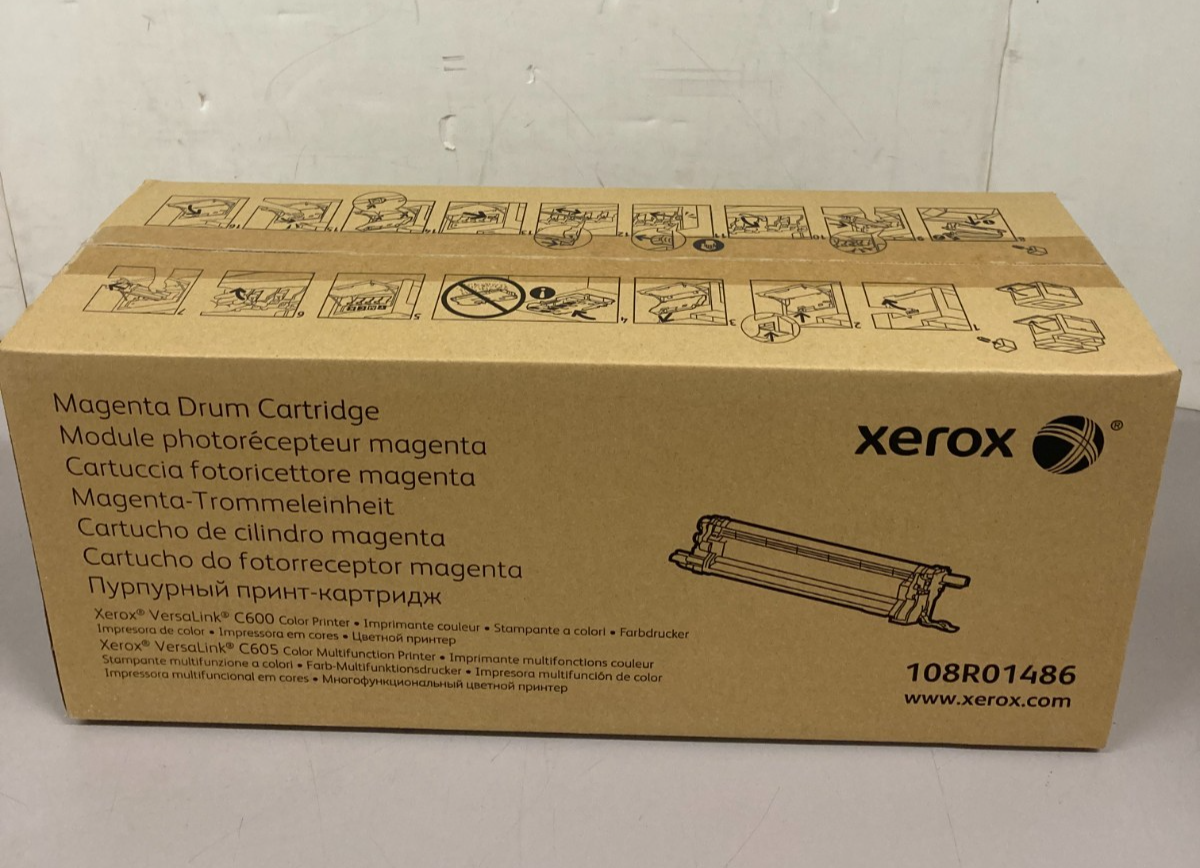 Magenta Drum Cartridge
Module photorécepteur magenta
Cartuccia fotoricettore magenta
Magenta-Trommeleinheit
Cartucho de cilindro magenta
Cartucho do fotorreceptor magenta
Пурпурный принт-картридж
Xerox® VersaLink® C600 Color Printer • Imprimante couleur • Stampante a colori • Farbdrucker
Impresora de color • Impressora em cores • Цветной принтер
Xerox® VersaLink® C605 Color Multifunction Printer • Imprimante multifonctions couleur
Stampante multifunzione a colori • Farb-Multifunktionsdrucker • Impresora multifunción de color
Impressora multifuncional em cores • Многофункциональный цветной принтер
xerox ®
108R01486
www.xerox.com